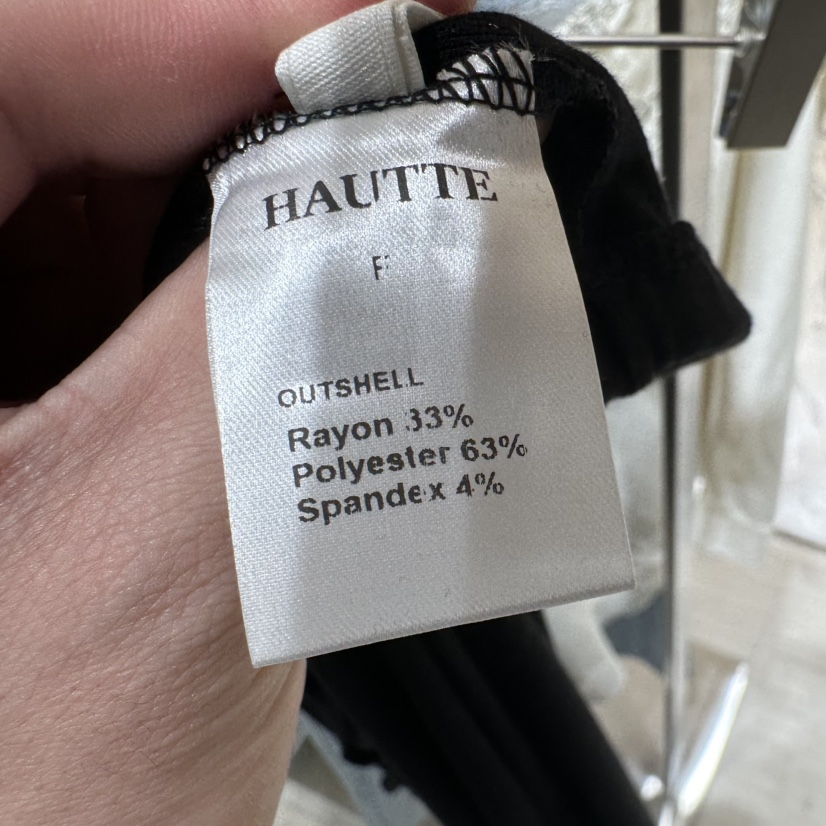 HAUTTE
F
OUTSHELL
Rayon 33%
Polyester 63%
Spandex 4%